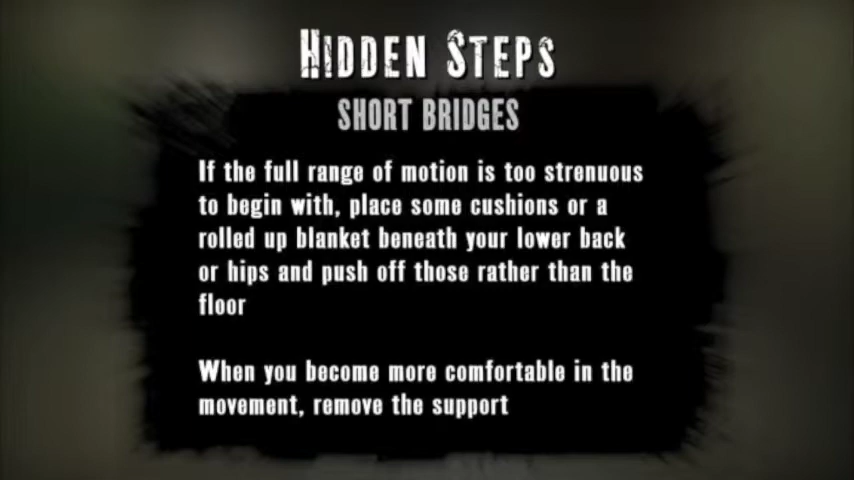 HIDDEN STEPS
SHORT BRIDGES
If the full range of motion is too strenuous
to begin with, place some cushions or a
rolled up blanket beneath your lower back
or hips and push off those rather than the
floor
When you become more comfortable in the
movement, remove the support